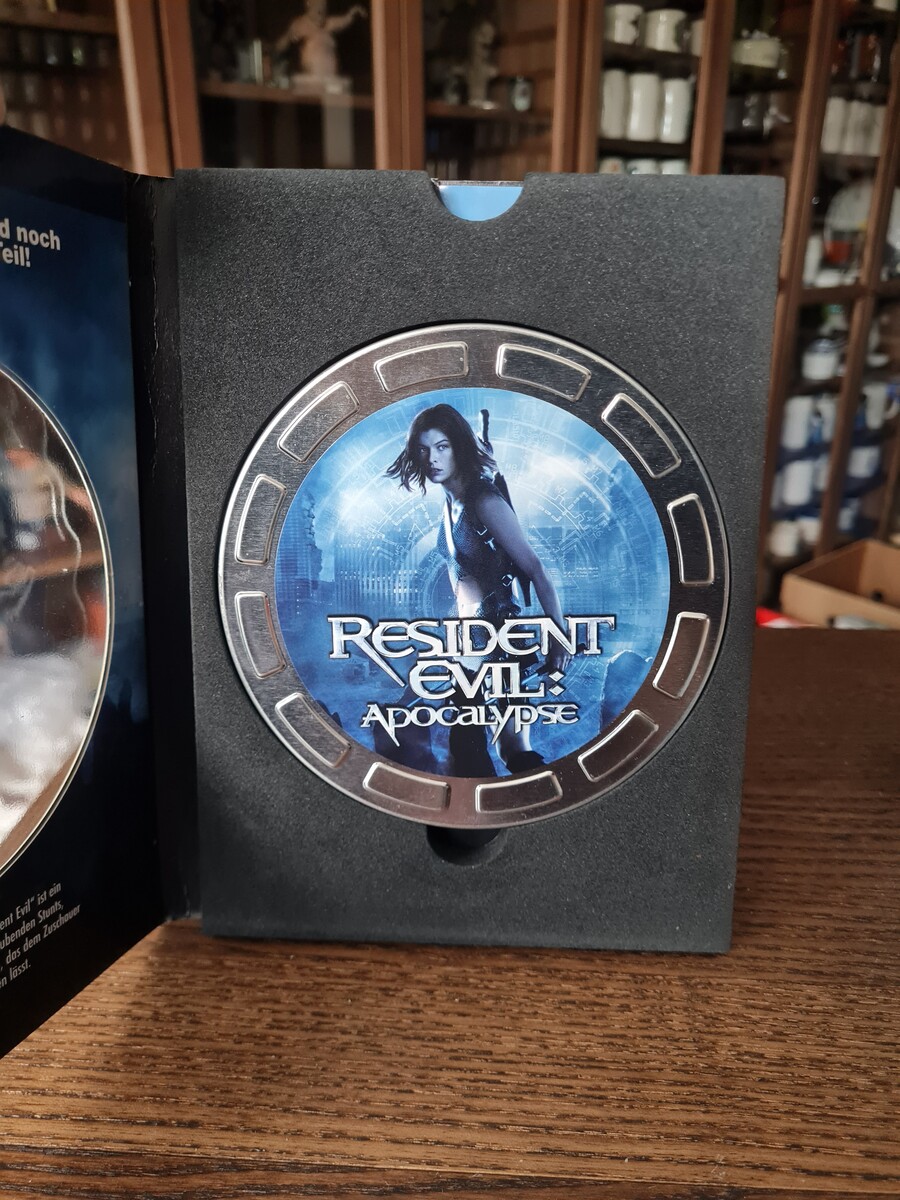 d noch
Teil!
RESIDENT
EVIL:
APOCALYPSE
ent Evil" ist ein
ubenden Stunts,
, das dem Zuschauer
n lässt.